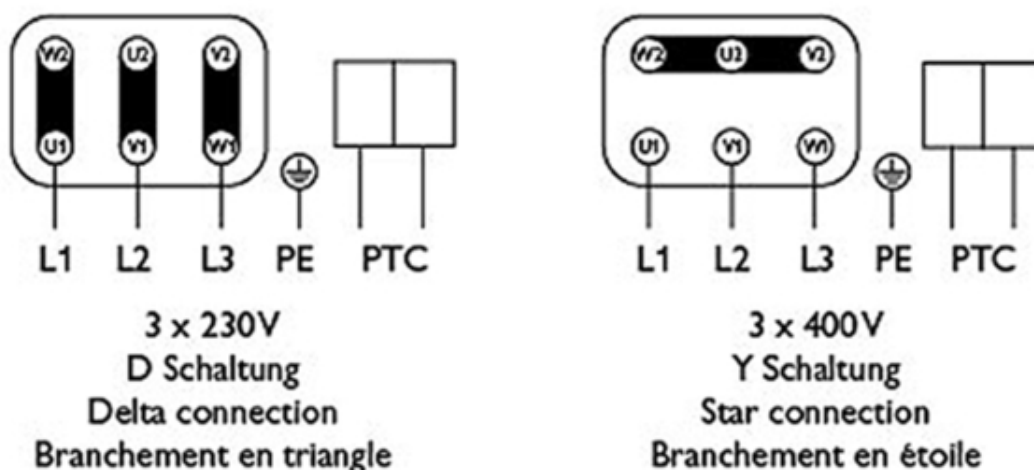 W2 U2 V2
U1 V1 W1
L1 L2 L3 PE PTC
3 x 230V
D Schaltung
Delta connection
Branchement en triangle
W2 U2 V2
U1 V1 W1
L1 L2 L3 PE PTC
3 x 400V
Y Schaltung
Star connection
Branchement en étoile